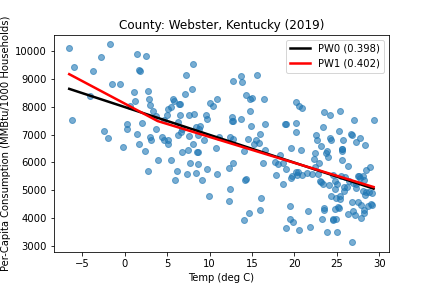 County: Webster, Kentucky (2019)
Per-Capita Consumption (MMBtu/1000 Households)
10000
9000
8000
7000
6000
5000
4000
3000
PW0 (0.398)
PW1 (0.402)
−5 0 5 10 15 20 25 30
Temp (deg C)